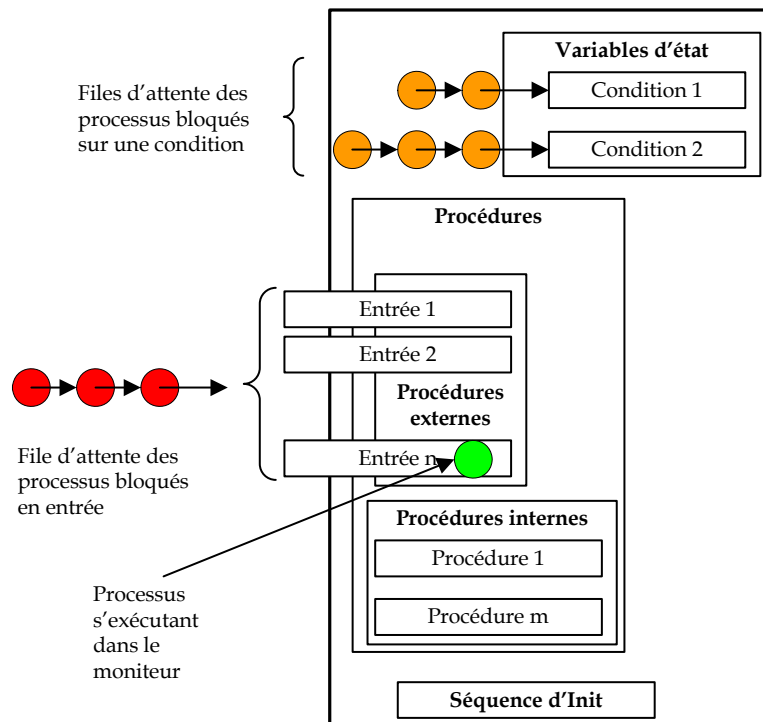 Variables d'état
Files d'attente des
processus bloqués
sur une condition
Condition 1
Condition 2
Procédures
Entrée 1
Entrée 2
Procédures
externes
Entrée n
File d'attente des
processus bloqués
en entrée
Procédures internes
Procédure 1
Procédure m
Processus
s'exécutant
dans le
moniteur
Séquence d'Init